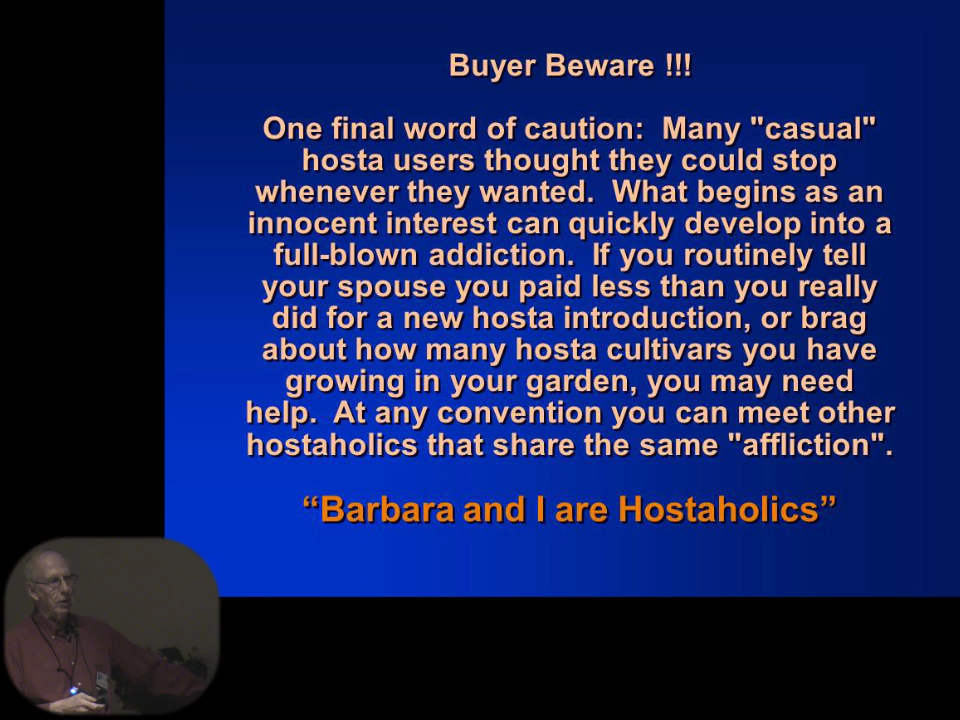 Buyer Beware !!!
One final word of caution:  Many "casual"
hosta users thought they could stop
whenever they wanted.  What begins as an
innocent interest can quickly develop into a
full-blown addiction.  If you routinely tell
your spouse you paid less than you really
did for a new hosta introduction, or brag
about how many hosta cultivars you have
growing in your garden, you may need
help.  At any convention you can meet other
hostaholics that share the same "affliction".
“Barbara and I are Hostaholics”